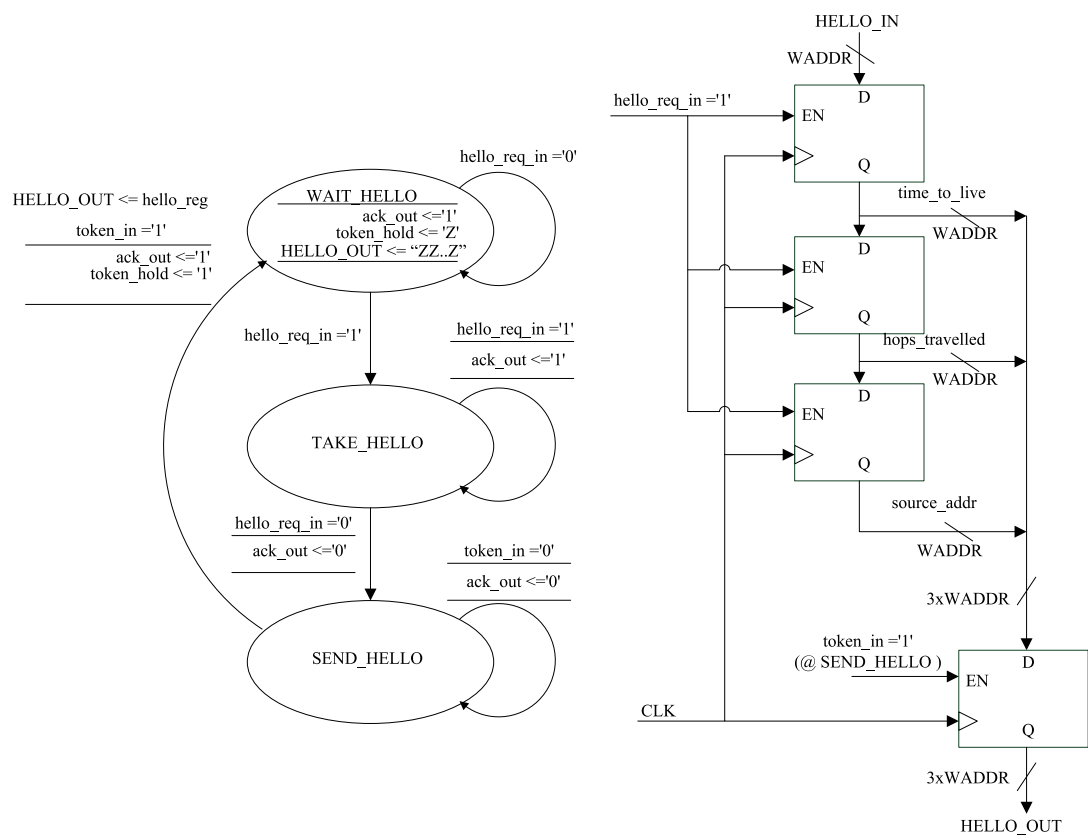 hello_req_in ='0'
WAIT_HELLO
ack_out <='1'
token_hold <= 'Z'
HELLO_OUT <= “ZZ..Z”
HELLO_OUT <= hello_reg
token_in ='1'
ack_out <='1'
token_hold <= '1'
hello_req_in ='1'
hello_req_in ='1'
ack_out <='1'
TAKE_HELLO
hello_req_in ='0'
ack_out <='0'
token_in ='0'
ack_out <='0'
SEND_HELLO
HELLO_IN
WADDR
hello_req_in ='1'
D
EN
Q
time_to_live
WADDR
D
EN
Q
hops_travelled
WADDR
D
EN
Q
source_addr
WADDR
3xWADDR
token_in ='1'
(@ SEND_HELLO )
D
EN
CLK
Q
3xWADDR
HELLO_OUT